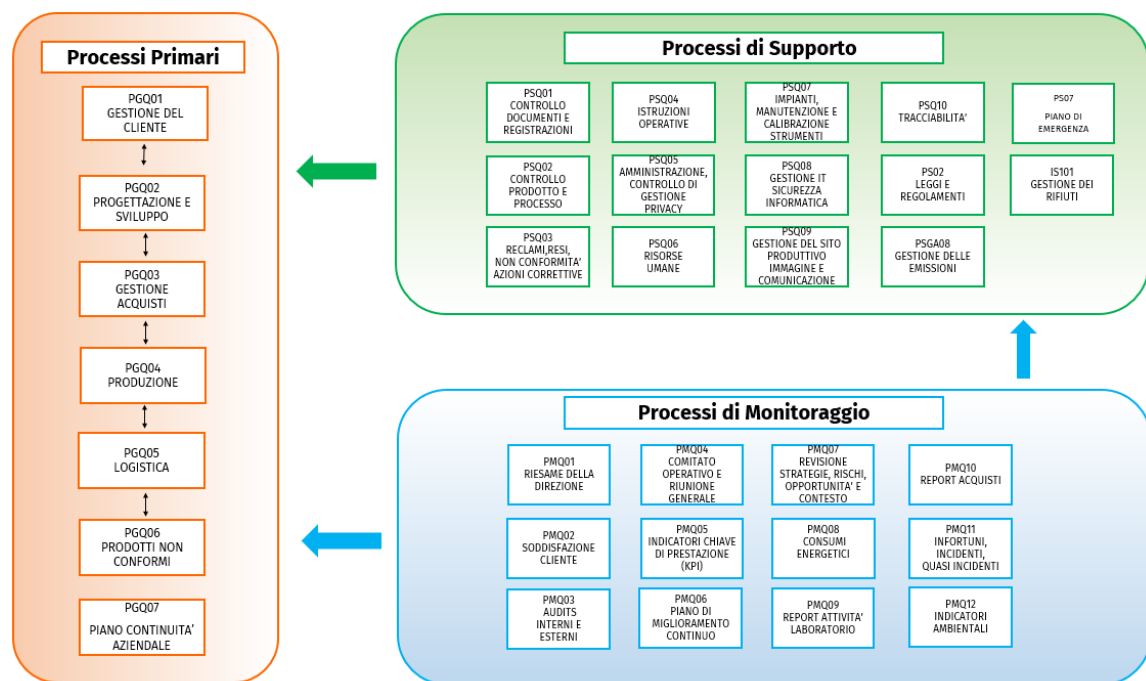 Processi Primari
PGQ01
GESTIONE DEL
CLIENTE
PGQ02
PROGETTAZIONE E
SVILUPPO
PGQ03
GESTIONE
ACQUISTI
PGQ04
PRODUZIONE
PGQ05
LOGISTICA
PGQ06
PRODOTTI NON
CONFORMI
PGQ07
PIANO CONTINUITA'
AZIENDALE
Processi di Supporto
PSQ01
CONTROLLO
DOCUMENTI E
REGISTRAZIONI
PSQ04
ISTRUZIONI
OPERATIVE
PSQ07
IMPIANTI,
MANUTENZIONE E
CALIBRAZIONE
STRUMENTI
PSQ10
TRACCIABILITA'
PS07
PIANO DI
EMERGENZA
PSQ02
CONTROLLO
PRODOTTO E
PROCESSO
PSQ05
AMMINISTRAZIONE,
CONTROLLO DI
GESTIONE
PRIVACY
PSQ08
GESTIONE IT
SICUREZZA
INFORMATICA
PS02
LEGGI E
REGOLAMENTI
IS101
GESTIONE DEI
RIFIUTI
PSQ03
RECLAMI,RESI,
NON CONFORMITA'
AZIONI CORRETTIVE
PSQ06
RISORSE
UMANE
PSQ09
GESTIONE DEL SITO
PRODUTTIVO
IMMAGINE E
COMUNICAZIONE
PSGA08
GESTIONE DELLE
EMISSIONI
Processi di Monitoraggio
PMQ01
RIESAME DELLA
DIREZIONE
PMQ04
COMITATO
OPERATIVO E
RIUNIONE
GENERALE
PMQ07
REVISIONE
STRATEGIE, RISCHI,
OPPORTUNITA' E
CONTESTO
PMQ10
REPORT ACQUISTI
PMQ02
SODDISFAZIONE
CLIENTE
PMQ05
INDICATORI CHIAVE
DI PRESTAZIONE
(KPI)
PMQ08
CONSUMI
ENERGETICI
PMQ11
INFORTUNI,
INCIDENTI,
QUASI INCIDENTI
PMQ03
AUDITS
INTERNI E
ESTERNI
PMQ06
PIANO DI
MIGLIORAMENTO
CONTINUO
PMQ09
REPORT ATTIVITA'
LABORATORIO
PMQ12
INDICATORI
AMBIENTALI